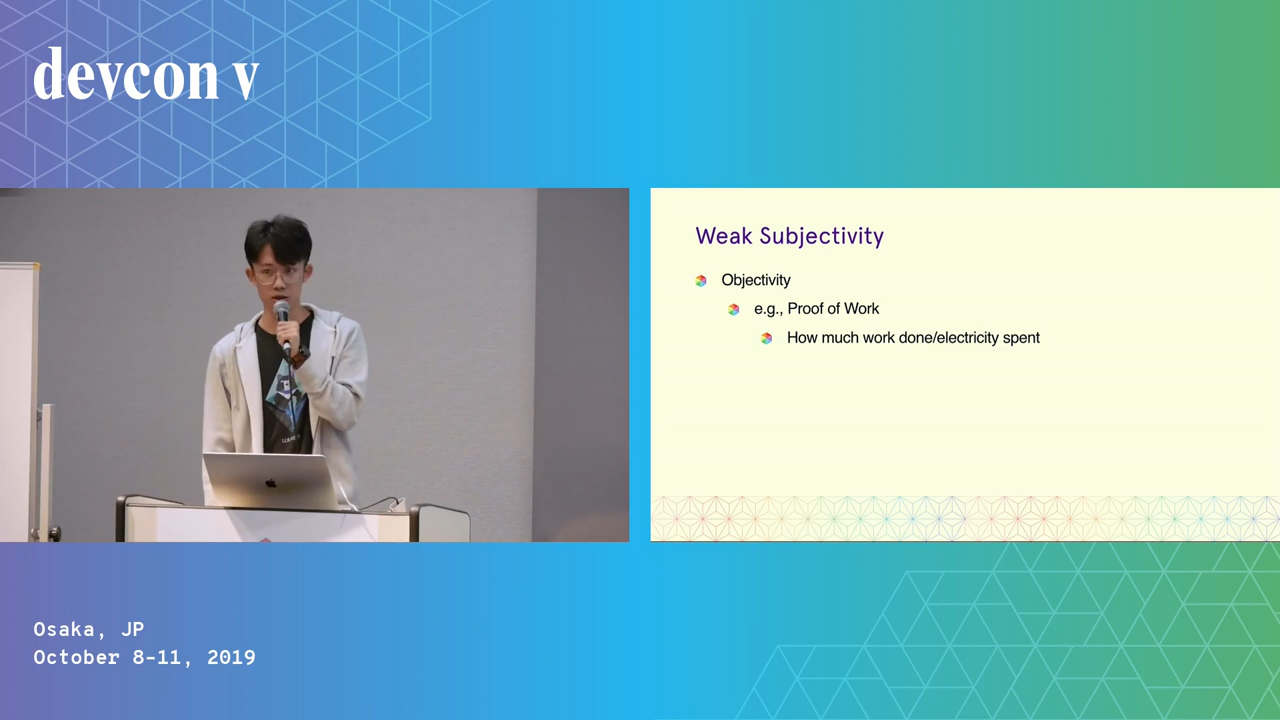 devcon v
Weak Subjectivity
Objectivity
e.g., Proof of Work
How much work done/electricity spent
Osaka, JP
October 8-11, 2019